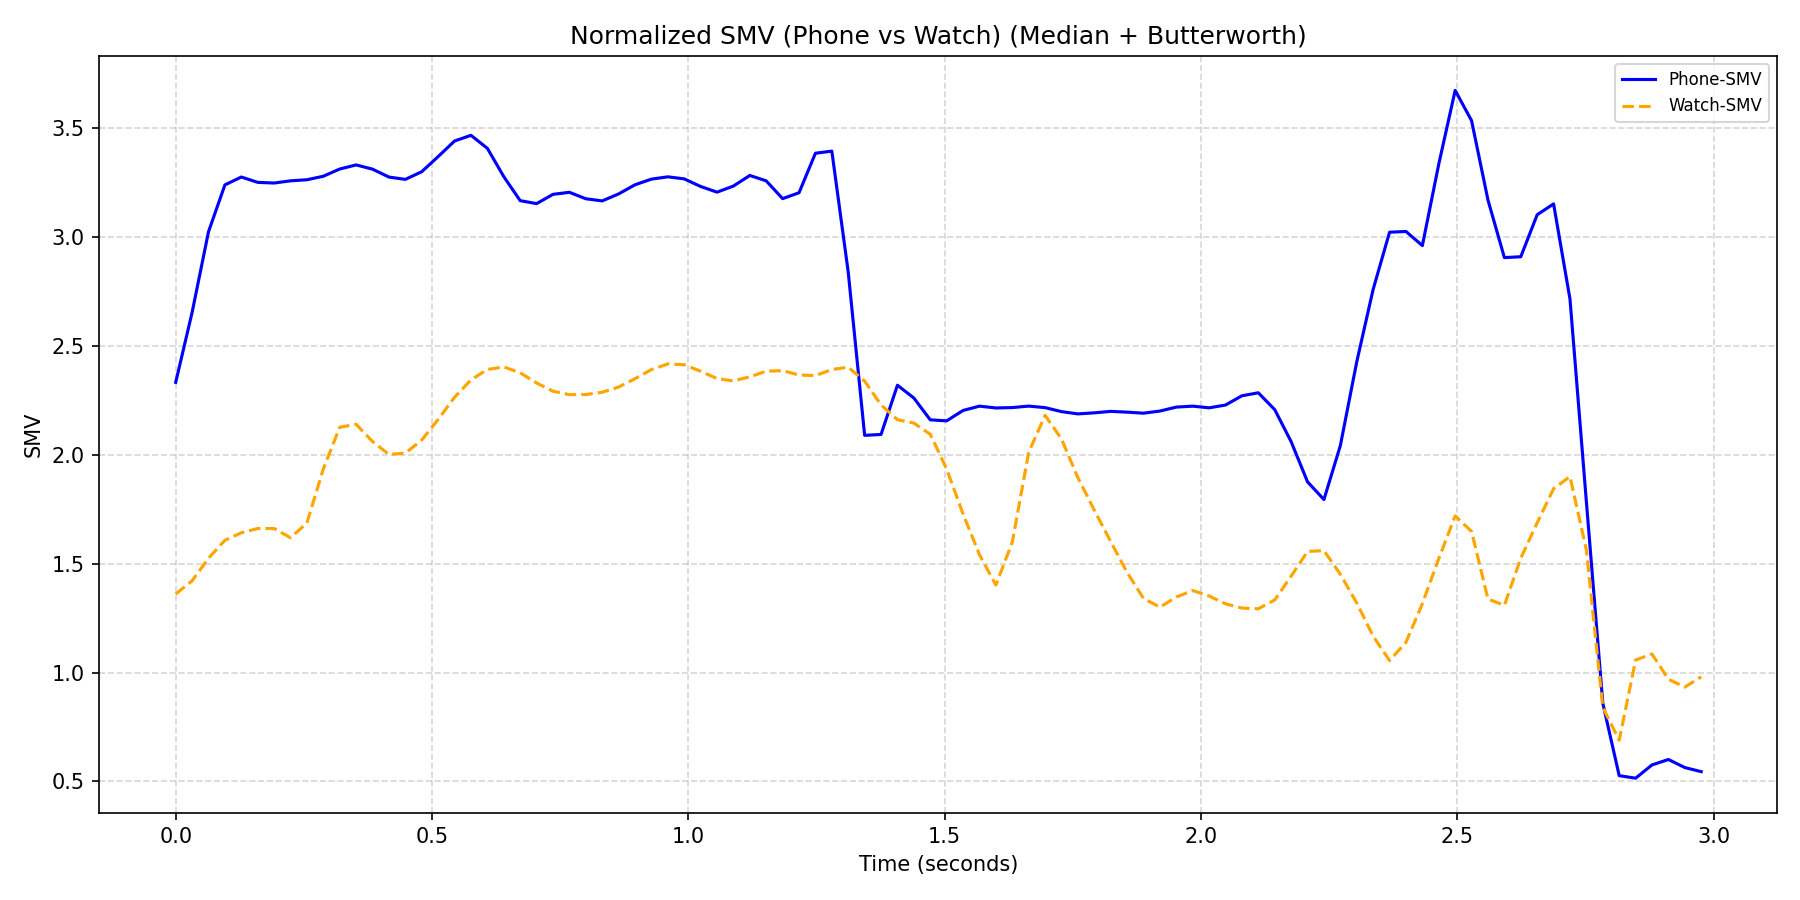 Normalized SMV (Phone vs Watch) (Median + Butterworth)
Phone-SMV
Watch-SMV
SMV
3.5
3.0
2.5
2.0
1.5
1.0
0.5
0.0 0.5 1.0 1.5 2.0 2.5 3.0
Time (seconds)